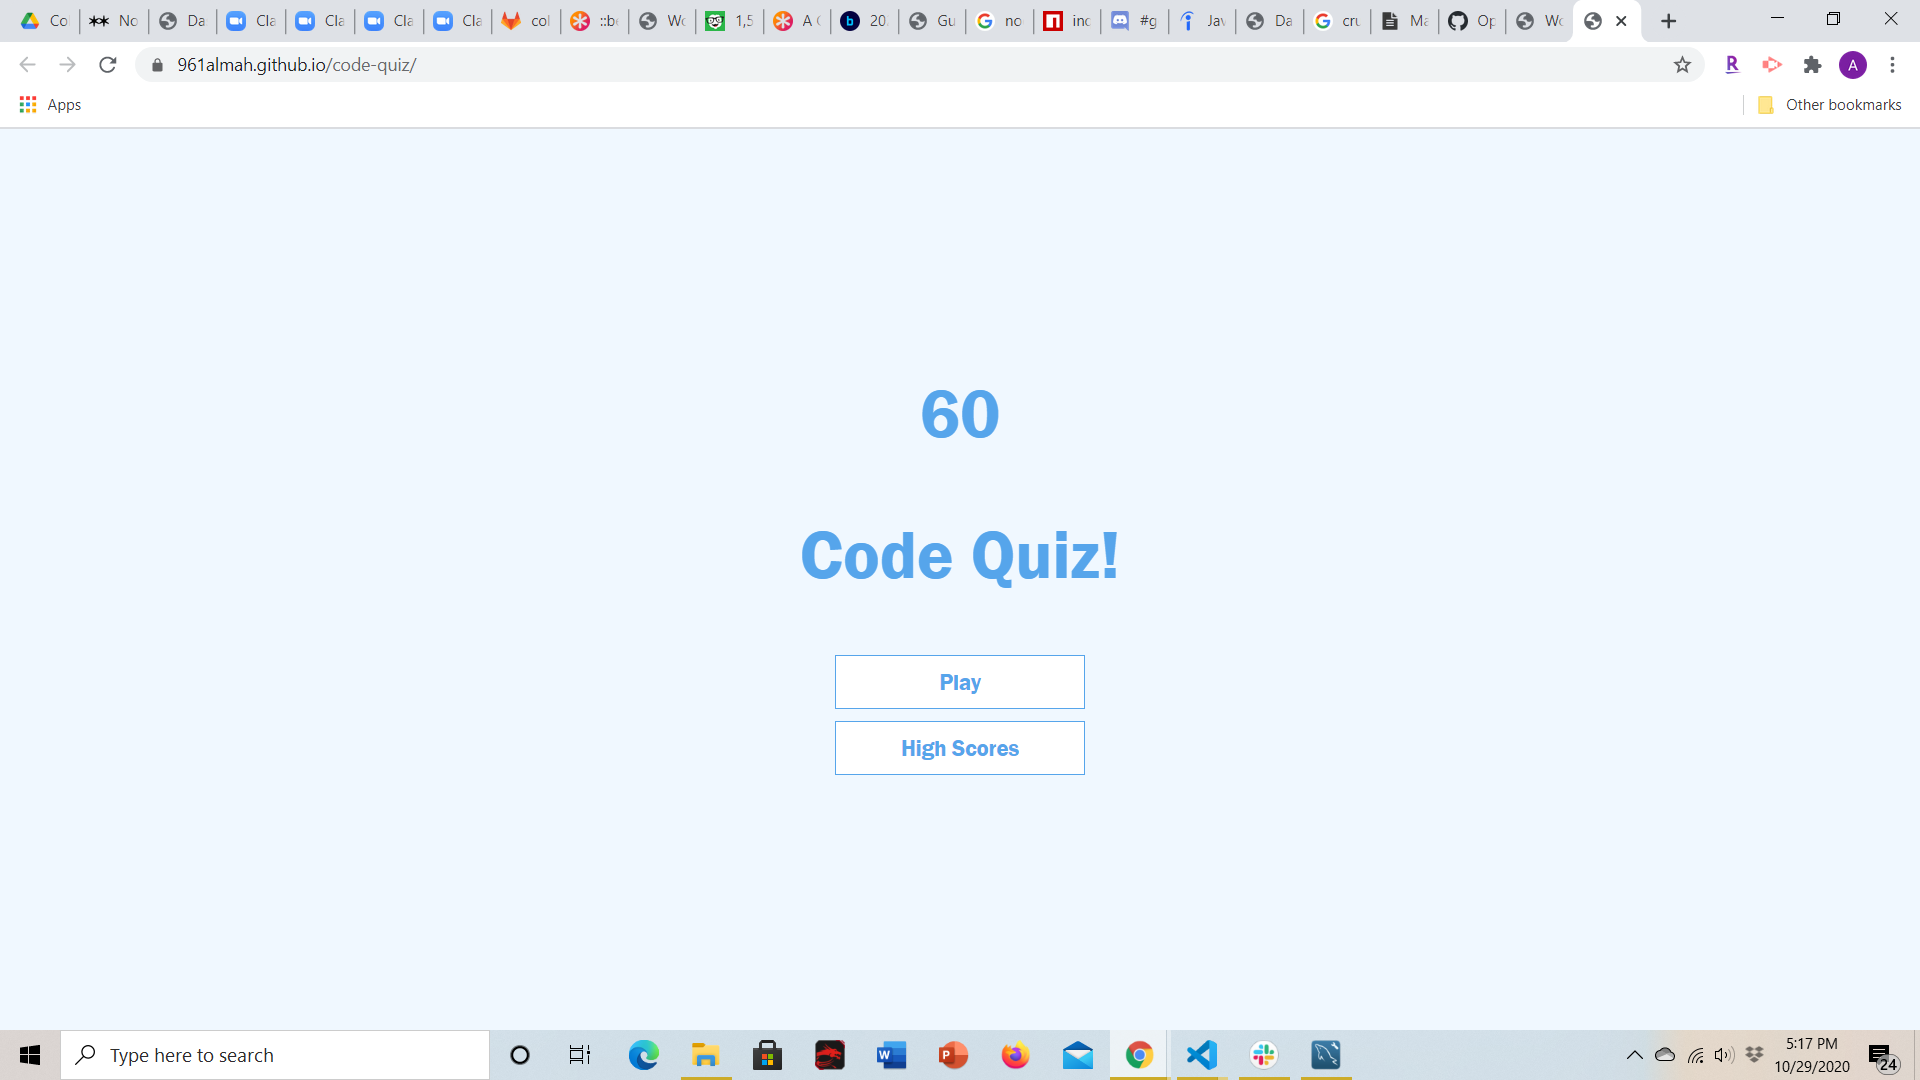 Co No Da Cla Cla Cla Cla col ::be Wo 1,5 A C 20 Gu no inc #g Jav Da cru Ma Op Wo
961almah.github.io/code-quiz/
R A
Apps Other bookmarks
60
Code Quiz!
Play
High Scores
Type here to search
5:17 PM
10/29/2020
24